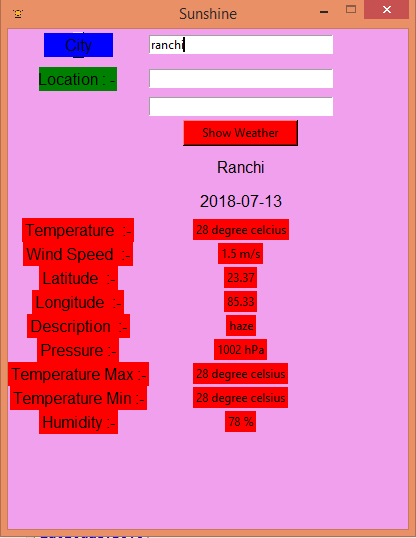 Sunshine
City ranchi
Location : -
Show Weather
Ranchi
2018-07-13
Temperature :- 28 degree celcius
Wind Speed :- 1.5 m/s
Latitude :- 23.37
Longitude :- 85.33
Description :- haze
Pressure :- 1002 hPa
Temperature Max :- 28 degree celsius
Temperature Min :- 28 degree celsius
Humidity :- 78 %